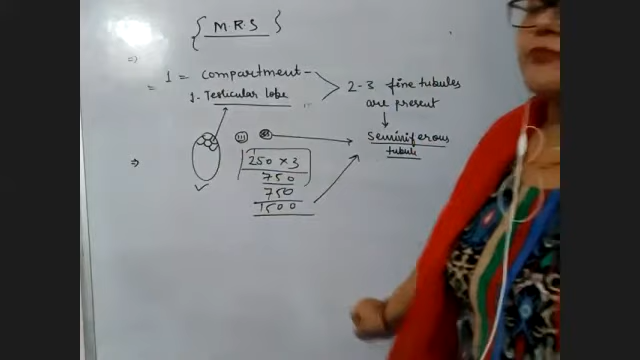 { M.R.S }
⇒
= 1 = compartment -
1- Testicular lobe
2-3 fine tubules
are present
Seminiferous
tubule
⇒
250 × 3
750
750
1500